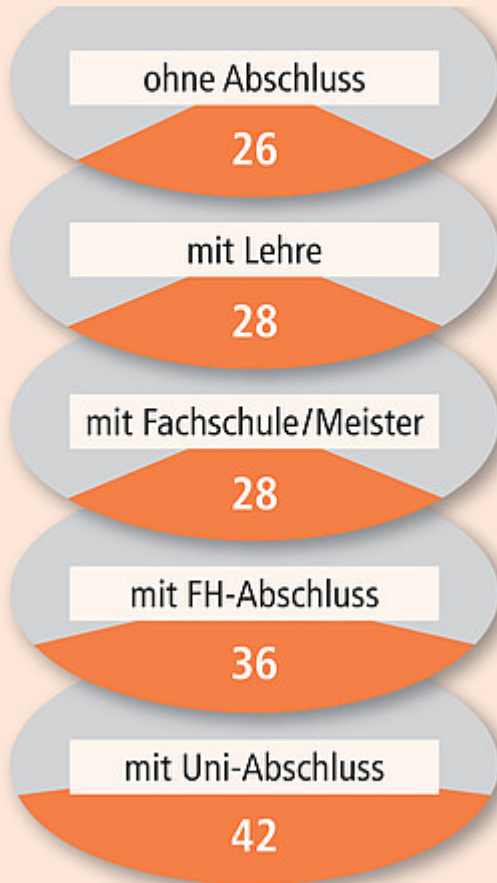 ohne Abschluss
26
mit Lehre
28
mit Fachschule/Meister
28
mit FH-Abschluss
36
mit Uni-Abschluss
42